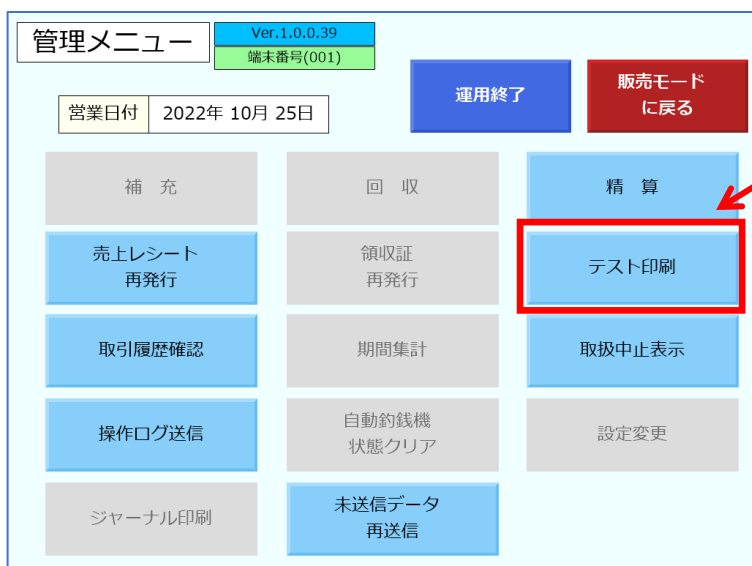 管理メニュー
Ver.1.0.0.39
端末番号(001)
運用終了
販売モード
に戻る
営業日付 2022年 10月 25日
補　充
回　収
精　算
売上レシート
再発行
領収証
再発行
テスト印刷
取引履歴確認
期間集計
取扱中止表示
操作ログ送信
自動釣銭機
状態クリア
設定変更
ジャーナル印刷
未送信データ
再送信